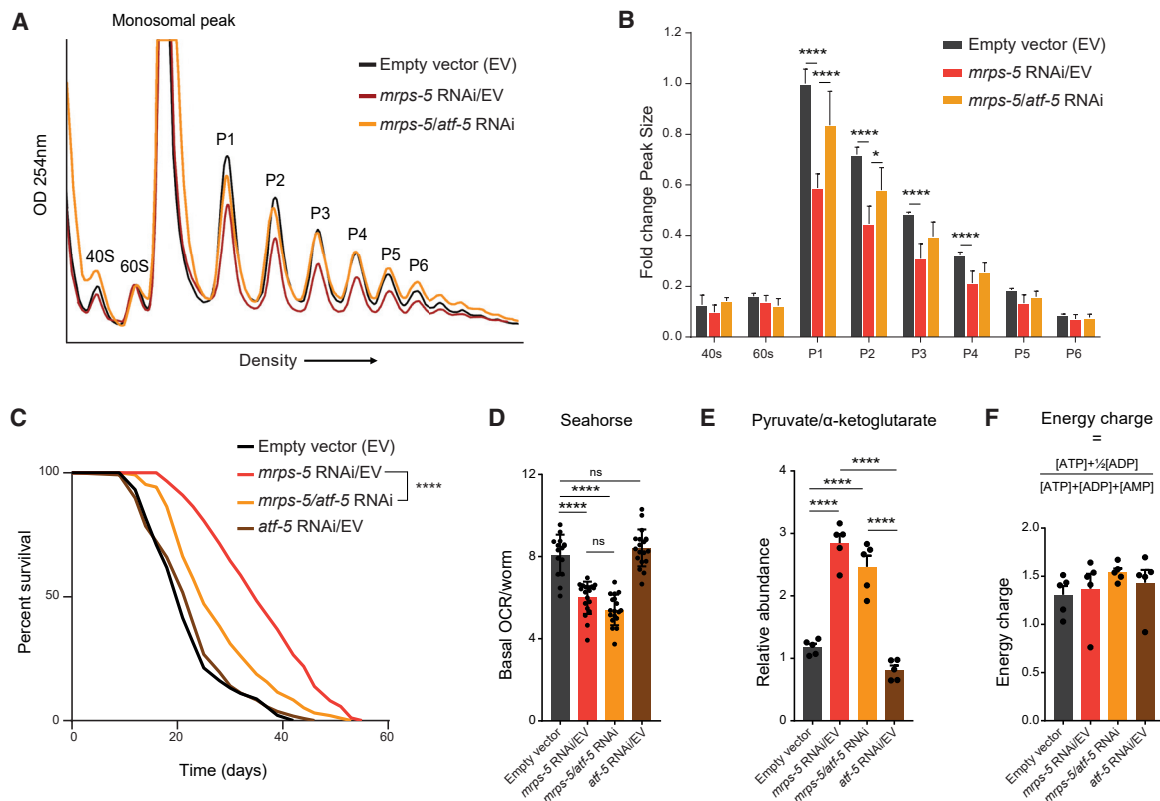 A
Monosomal peak
Empty vector (EV)
mrps-5 RNAi/EV
mrps-5/atf-5 RNAi
OD 254nm
40S
60S
P1
P2
P3
P4
P5
P6
Density
B
Empty vector (EV)
mrps-5 RNAi/EV
mrps-5/atf-5 RNAi
Fold change Peak Size
1.2
1.0
0.8
0.6
0.4
0.2
0.0
****
****
****
*
****
****
40s
60s
P1
P2
P3
P4
P5
P6
C
Empty vector (EV)
mrps-5 RNAi/EV
mrps-5/atf-5 RNAi
atf-5 RNAi/EV
****
Percent survilval
100
50
0
0
20
40
60
Time (days)
D
Seahorse
Basal OCR/worm
12
8
4
0
ns
****
****
ns
Empty vector
mrps-5 RNAi/EV
mrps-5/atf-5 RNAi
atf-5 RNAi/EV
E
Pyruvate/α-ketoglutarate
Relative abundance
4
3
2
1
0
****
****
****
****
Empty vector
mrps-5 RNAi/EV
mrps-5/atf-5 RNAi
atf-5 RNAi/EV
F
Energy charge
=
[ATP]+½[ADP]
[ATP]+[ADP]+[AMP]
Energy charge
2.0
1.5
1.0
0.5
0.0
Empty vector
mrps-5 RNAi/EV
mrps-5/atf-5 RNAi
atf-5 RNAi/EV